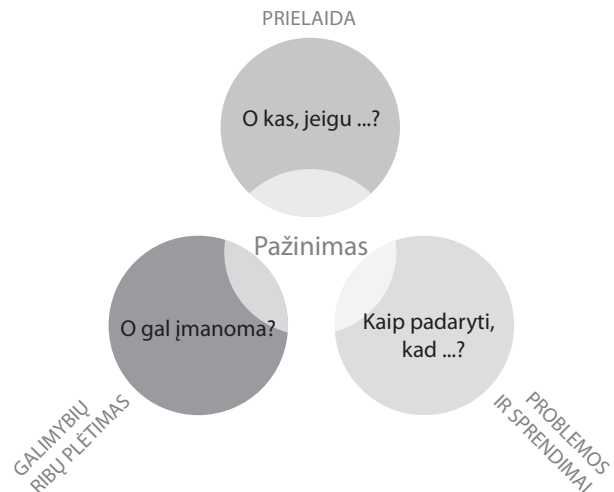 PRIELAIDA
O kas, jeigu ...?
Pažinimas
O gal įmanoma?
Kaip padaryti,
kad ...?
GALIMYBIŲ
RIBŲ PLĖTIMAS
PROBLEMOS
IR SPRENDIMAI